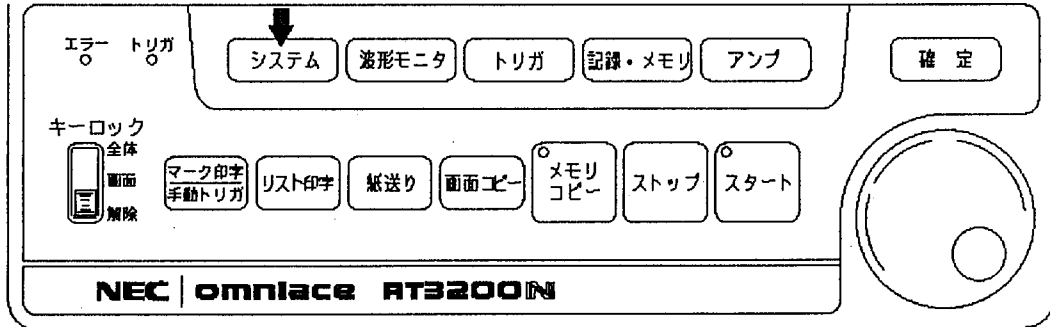 エラー トリガ
システム 波形モニタ トリガ 記録・メモリ アンプ 確 定
キーロック
全体
画面
解除
マーク印字
手動トリガ
リスト印字 紙送り 画面コピー
メモリ
コピー
ストップ スタート
NEC omniace RT3200N